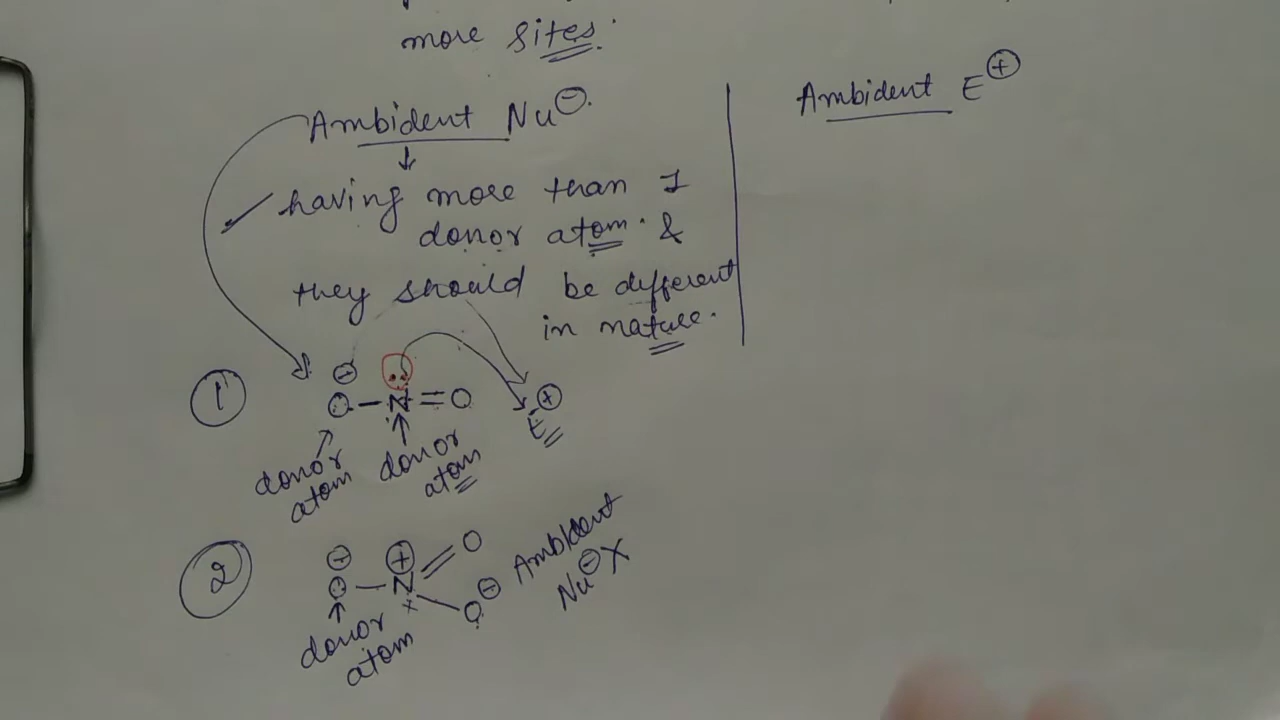 more sites.
Ambident Nu⊖.
having more than 1
donor atom. &
they should be different
in nature.
Ambident E⊕
① ⊖O – N̈ = O E⊕
donor atom
donor atom
② ⊖O – N⊕ = O
O⊖
donor atom
Ambident
Nu⊖ X